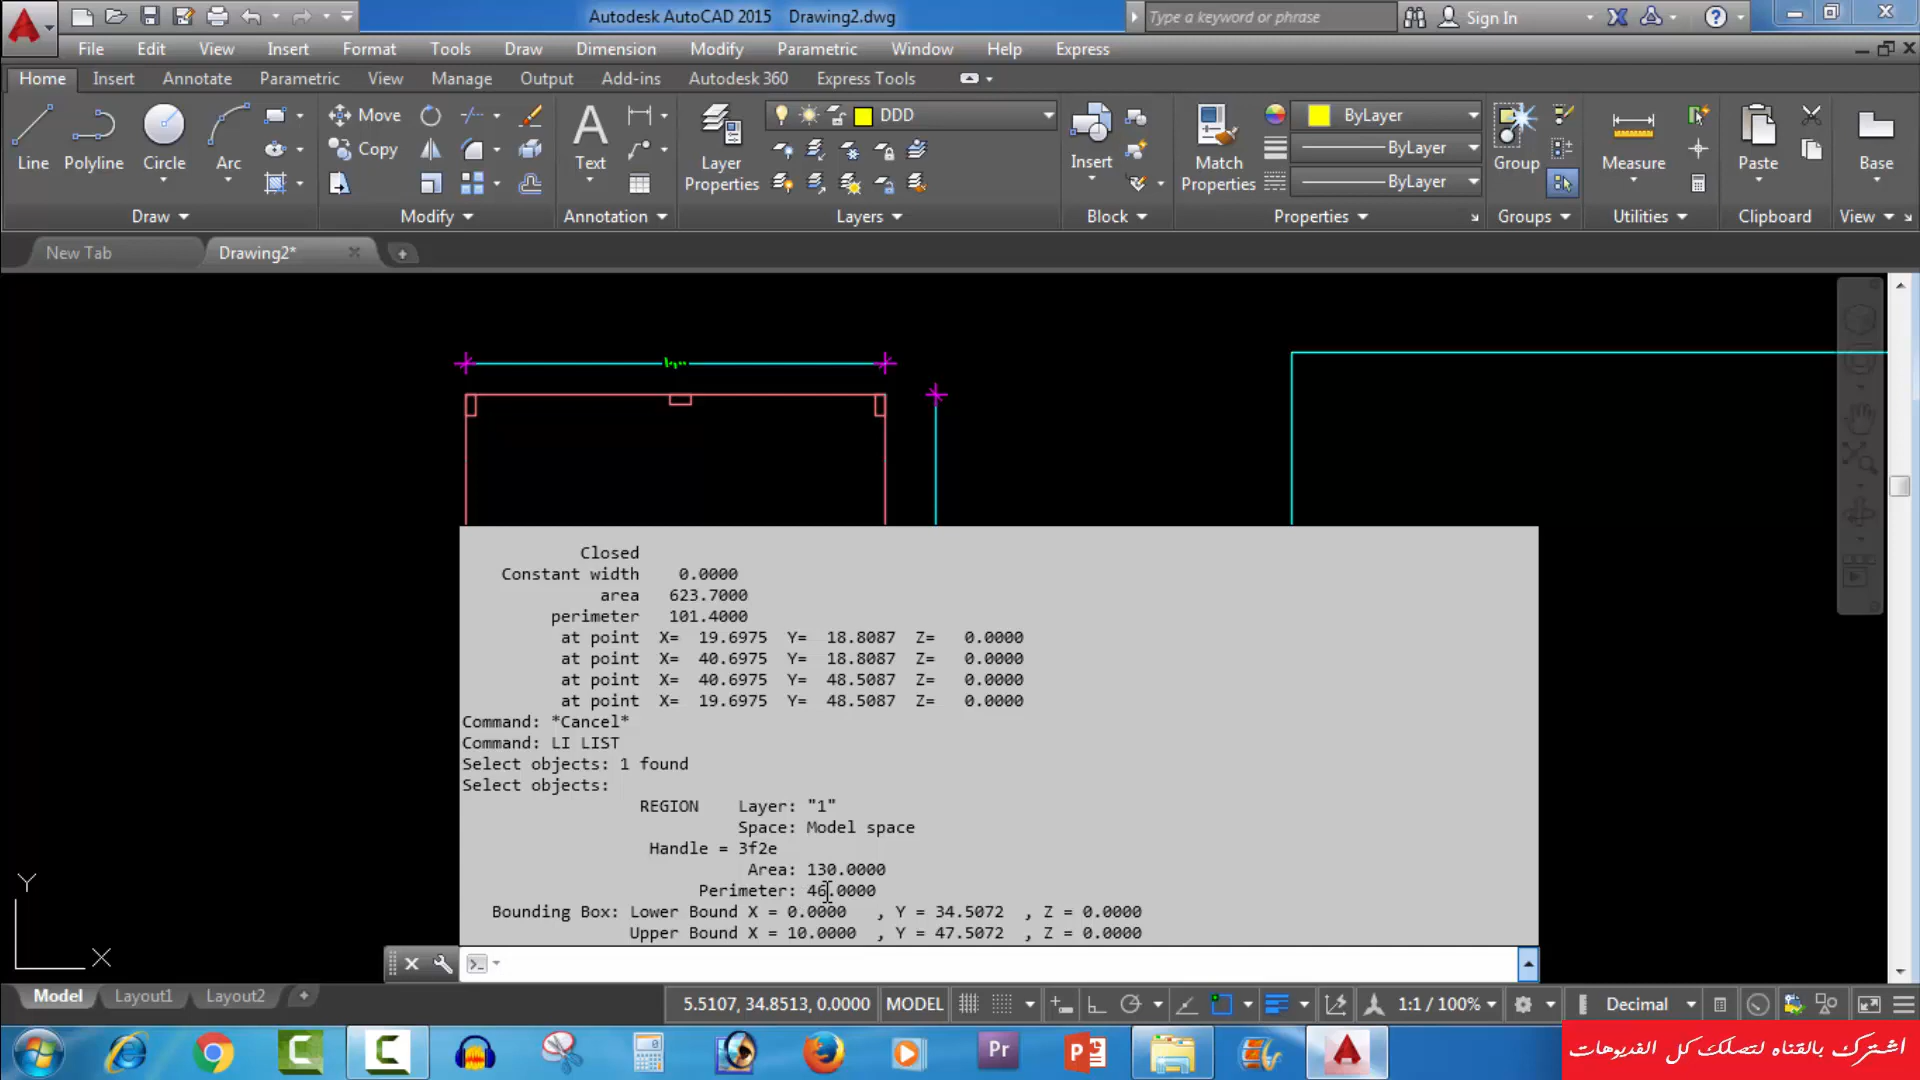 Autodesk AutoCAD 2015 Drawing2.dwg
Type a keyword or phrase
Sign In
File Edit View Insert Format Tools Draw Dimension Modify Parametric Window Help Express
Home Insert Annotate Parametric View Manage Output Add-ins Autodesk 360 Express Tools
Line Polyline Circle Arc
Move
Copy
Text
Layer Properties
DDD
Insert
Match Properties
ByLayer
ByLayer
ByLayer
Group
Measure
Paste
Base
Draw Modify Annotation Layers Block Properties Groups Utilities Clipboard View
New Tab Drawing2*
Closed
Constant width 0.0000
area 623.7000
perimeter 101.4000
at point X= 19.6975 Y= 18.8087 Z= 0.0000
at point X= 40.6975 Y= 18.8087 Z= 0.0000
at point X= 40.6975 Y= 48.5087 Z= 0.0000
at point X= 19.6975 Y= 48.5087 Z= 0.0000
Command: *Cancel*
Command: LI LIST
Select objects: 1 found
Select objects:
REGION Layer: "1"
Space: Model space
Handle = 3f2e
Area: 130.0000
Perimeter: 46.0000
Bounding Box: Lower Bound X = 0.0000 , Y = 34.5072 , Z = 0.0000
Upper Bound X = 10.0000 , Y = 47.5072 , Z = 0.0000
Y
X
Model Layout1 Layout2
5.5107, 34.8513, 0.0000 MODEL
1:1 / 100%
Decimal
Pr
اشترك بالقناه لتصلك كل الفديوهات